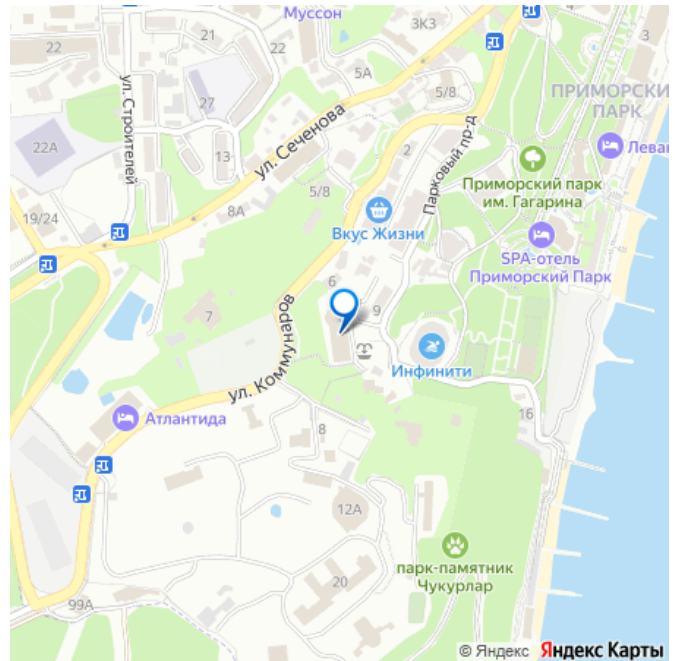 Муссон
22
21
22
3К3
3
5А
ул. Строителей
27
ПРИМОРСКИ
ПАРК
5/8
ул. Сеченова
22А
13
2
Парковый пр-д
Леван
Приморский парк
им. Гагарина
5/8
19/24
8А
Вкус Жизни
SPA-отель
Приморский Парк
6
7
9
ул. Коммунаров
Инфинити
Атлантида
16
8
12А
парк-памятник
Чукурлар
20
99А
© Яндекс Яндекс Карты